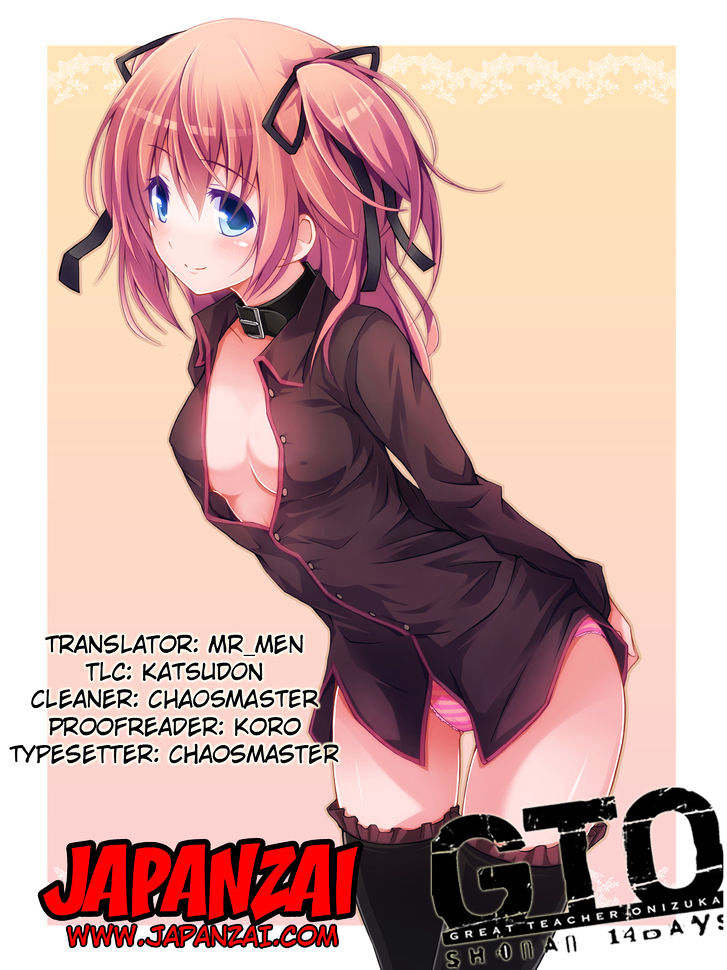 TRANSLATOR: MR_MEN
TLC: KATSUDON
CLEANER: CHAOSMASTER
PROOFREADER: KORO
TYPESETTER: CHAOSMASTER
JAPANZAI
WWW.JAPANZAI.COM
GTO
GREAT TEACHER ONIZUKA
SHONAN 14DAYS